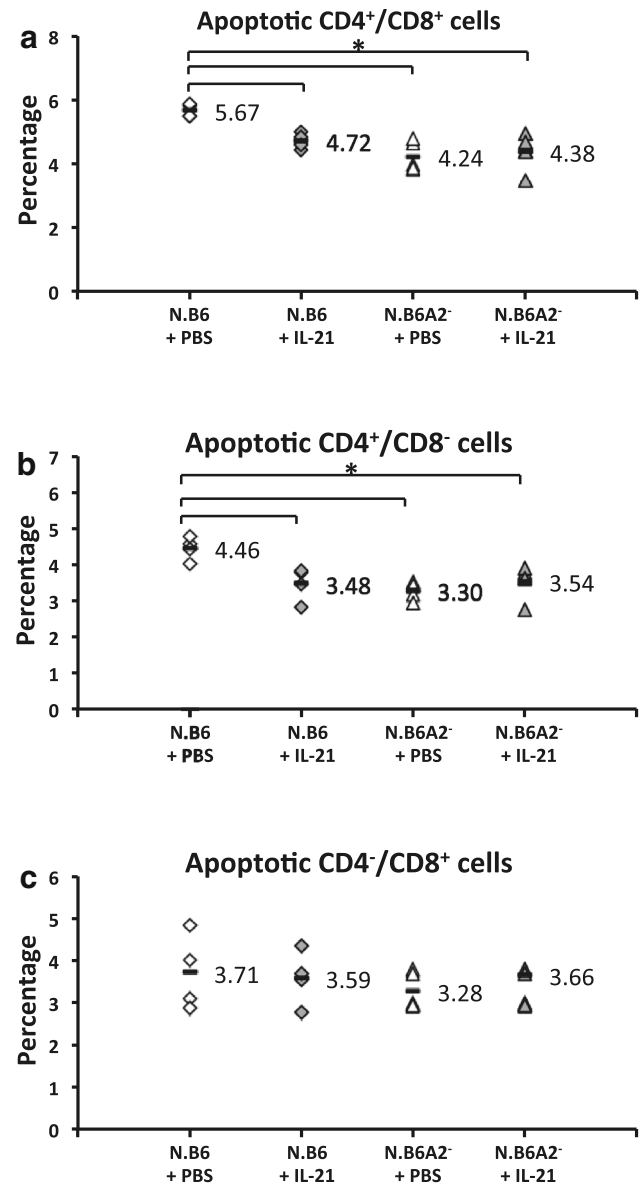 a
Apoptotic CD4⁺/CD8⁺ cells
*
Percentage
8
6
4
2
0
5.67
4.72
4.24
4.38
N.B6 N.B6 N.B6A2⁻ N.B6A2⁻
+ PBS + IL-21 + PBS + IL-21
b
Apoptotic CD4⁺/CD8⁻ cells
*
Percentage
7
6
5
4
3
2
1
0
4.46
3.48
3.30
3.54
N.B6 N.B6 N.B6A2⁻ N.B6A2⁻
+ PBS + IL-21 + PBS + IL-21
c
Apoptotic CD4⁻/CD8⁺ cells
Percentage
6
5
4
3
2
1
0
3.71
3.59
3.28
3.66
N.B6 N.B6 N.B6A2⁻ N.B6A2⁻
+ PBS + IL-21 + PBS + IL-21